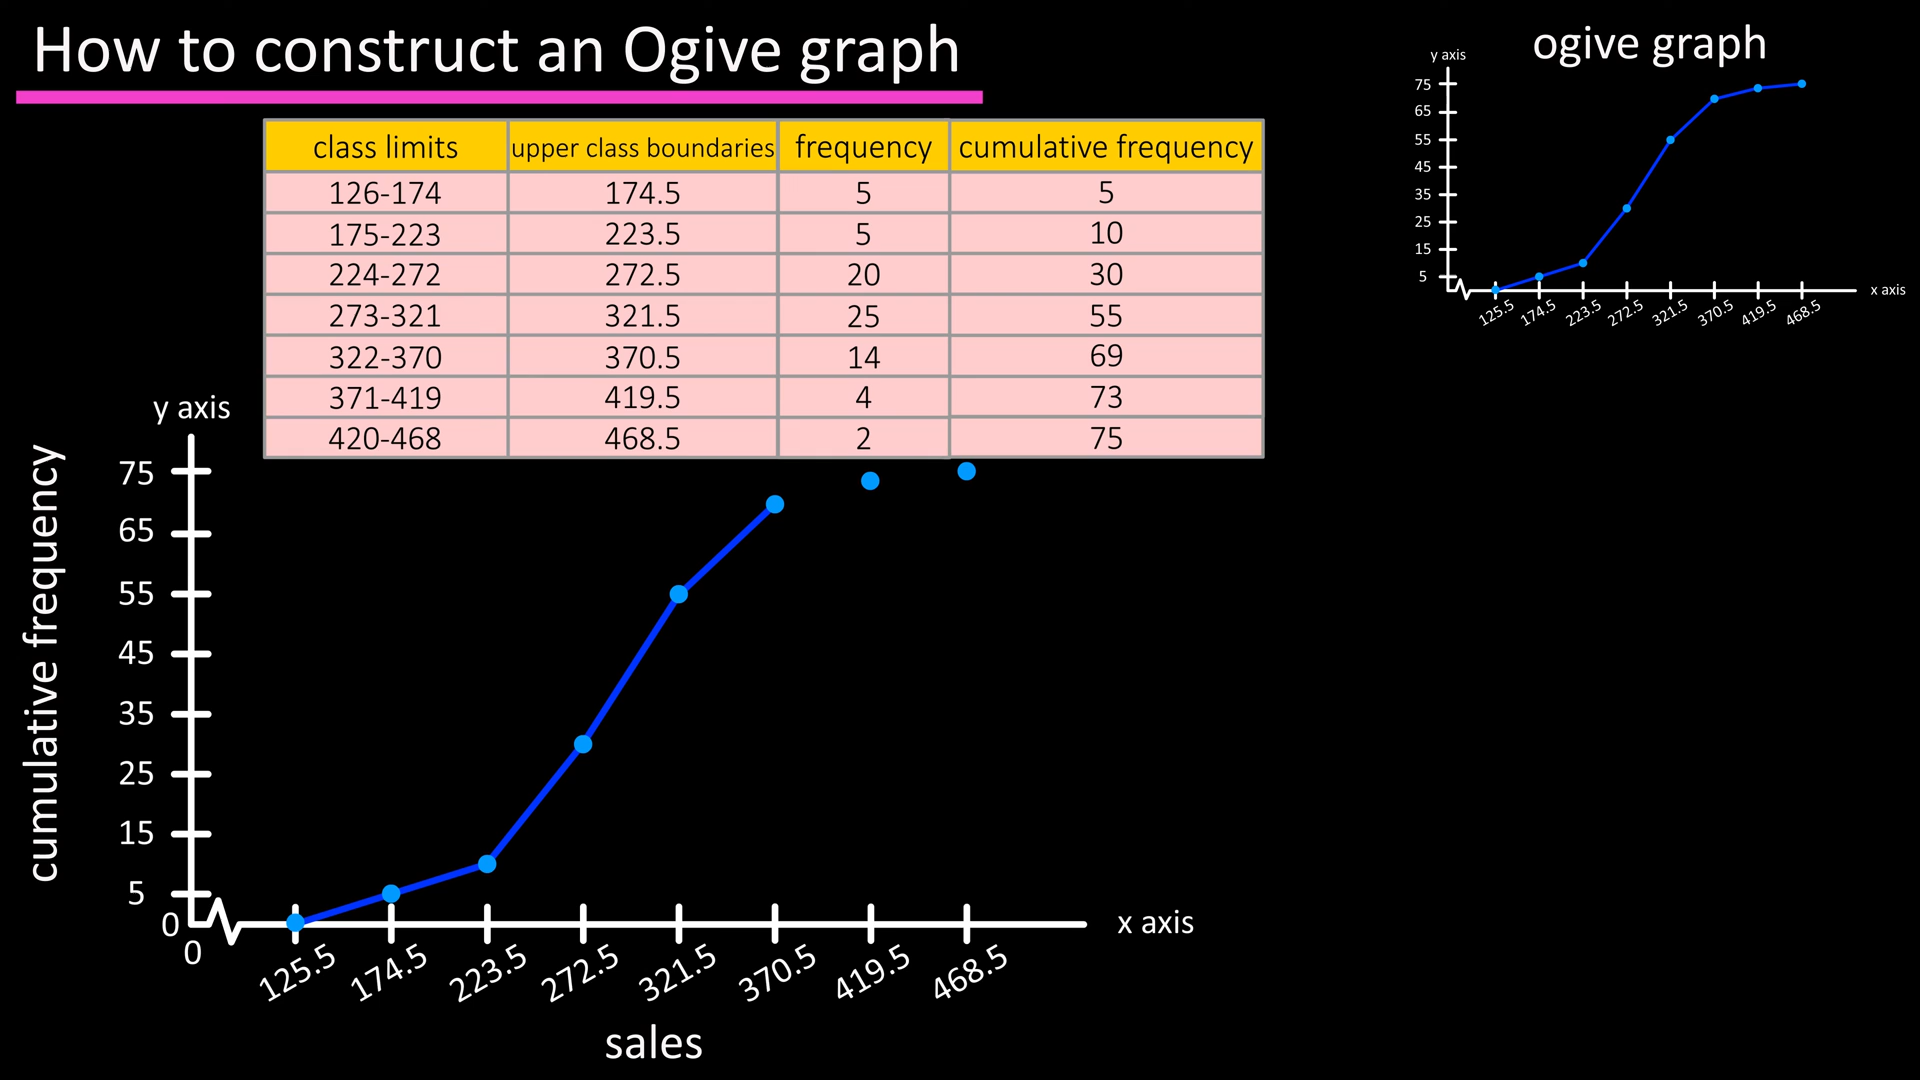 How to construct an Ogive graph
class limits upper class boundaries frequency cumulative frequency
126-174 174.5 5 5
175-223 223.5 5 10
224-272 272.5 20 30
273-321 321.5 25 55
322-370 370.5 14 69
371-419 419.5 4 73
420-468 468.5 2 75
y axis
cumulative frequency
75
65
55
45
35
25
15
5
0
0
125.5 174.5 223.5 272.5 321.5 370.5 419.5 468.5
x axis
sales
ogive graph
y axis
75
65
55
45
35
25
15
5
125.5 174.5 223.5 272.5 321.5 370.5 419.5 468.5
x axis